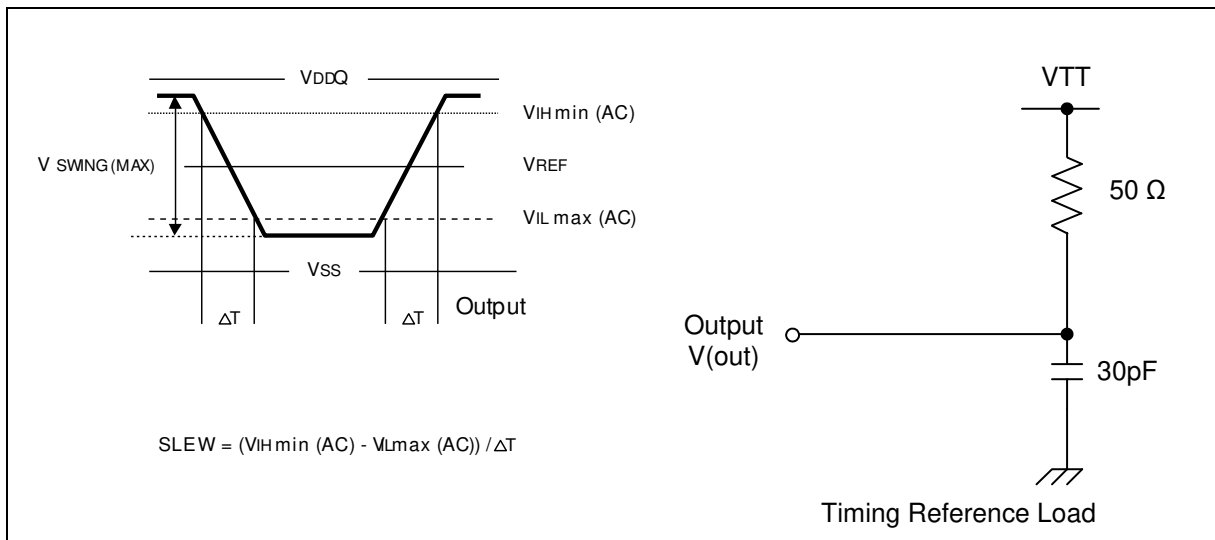 VDDQ
VIH min (AC)
V SWING (MAX)
VREF
VIL max (AC)
VSS
ΔT
ΔT
Output
SLEW = (VIH min (AC) - VILmax (AC)) / ΔT
VTT
50 Ω
Output
V(out)
30pF
Timing Reference Load